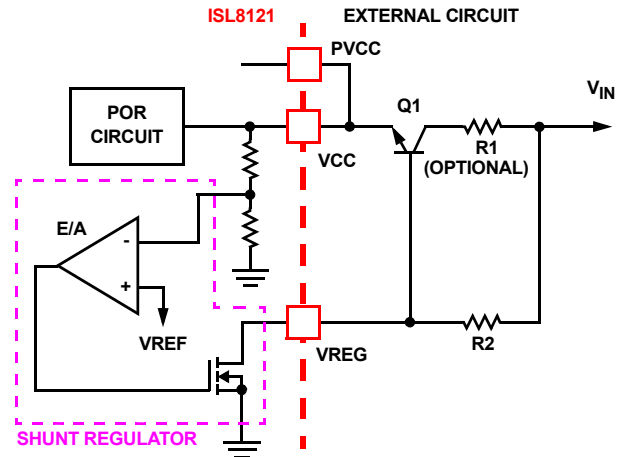 ISL8121
EXTERNAL CIRCUIT
PVCC
POR
CIRCUIT
Q1
VIN
VCC
R1
(OPTIONAL)
E/A
-
+
VREF
VREG
R2
SHUNT REGULATOR